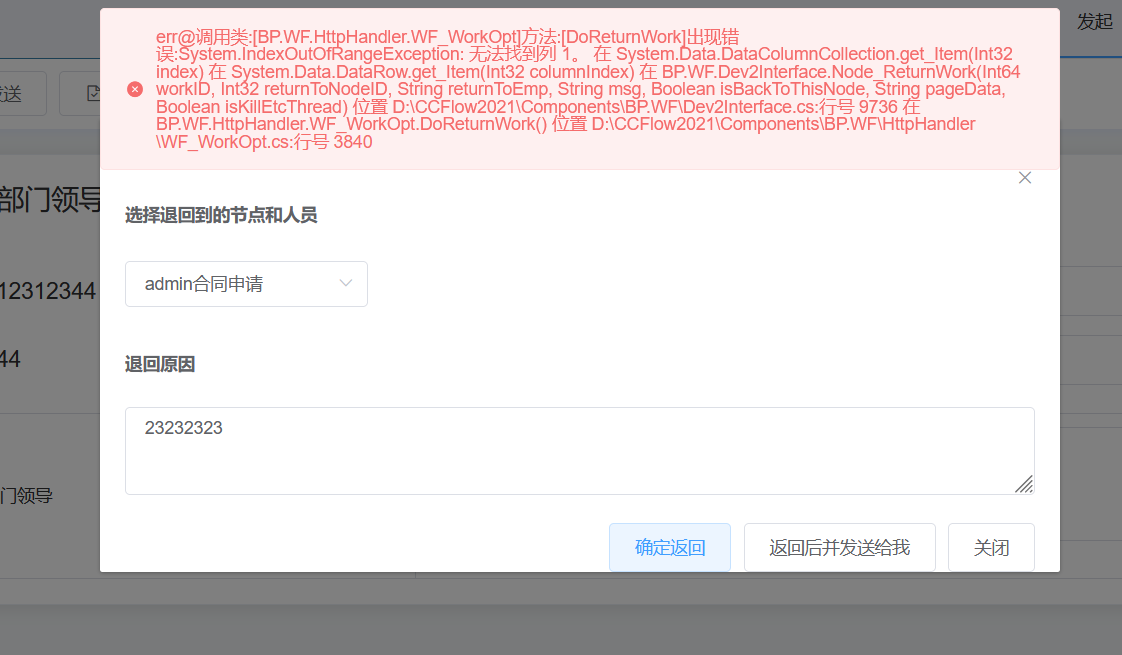 err@调用类:[BP.WF.HttpHandler.WF_WorkOpt]方法:[DoReturnWork]出现错
误:System.IndexOutOfRangeException: 无法找到列 1。 在 System.Data.DataColumnCollection.get_Item(Int32
index) 在 System.Data.DataRow.get_Item(Int32 columnIndex) 在 BP.WF.Dev2Interface.Node_ReturnWork(Int64
workID, Int32 returnToNodeID, String returnToEmp, String msg, Boolean isBackToThisNode, String pageData,
Boolean isKillEtcThread) 位置 D:\CCFlow2021\Components\BP.WF\Dev2Interface.cs:行号 9736 在
BP.WF.HttpHandler.WF_WorkOpt.DoReturnWork() 位置 D:\CCFlow2021\Components\BP.WF\HttpHandler
\WF_WorkOpt.cs:行号 3840
发起
送
部门领导
选择退回到的节点和人员
12312344
admin合同申请
44
退回原因
23232323
门领导
确定返回
返回后并发送给我
关闭